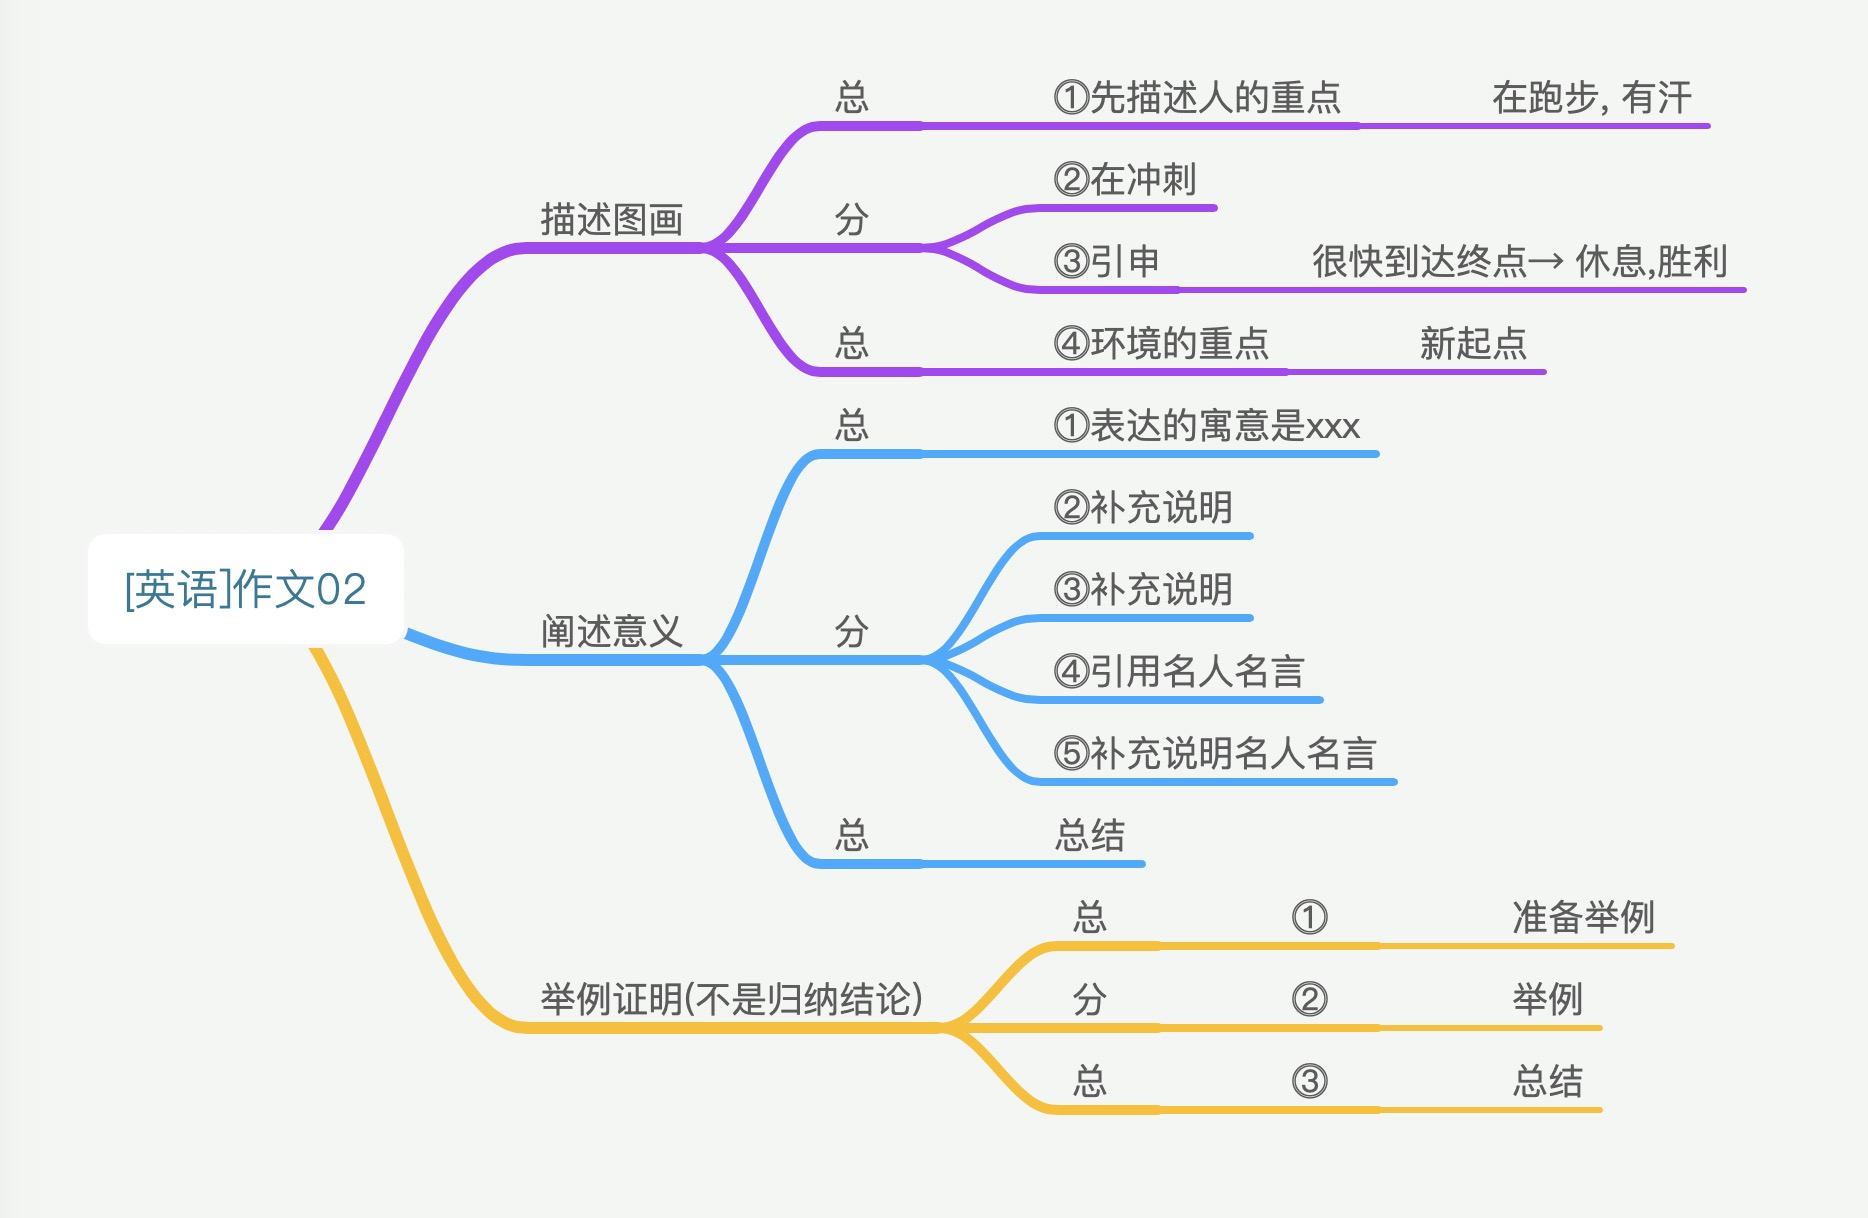 [英语]作文02
描述图画
总
①先描述人的重点
在跑步, 有汗
分
②在冲刺
③引申
很快到达终点→ 休息,胜利
总
④环境的重点
新起点
阐述意义
总
①表达的寓意是xxx
分
②补充说明
③补充说明
④引用名人名言
⑤补充说明名人名言
总
总结
举例证明(不是归纳结论)
总
①
准备举例
分
②
举例
总
③
总结